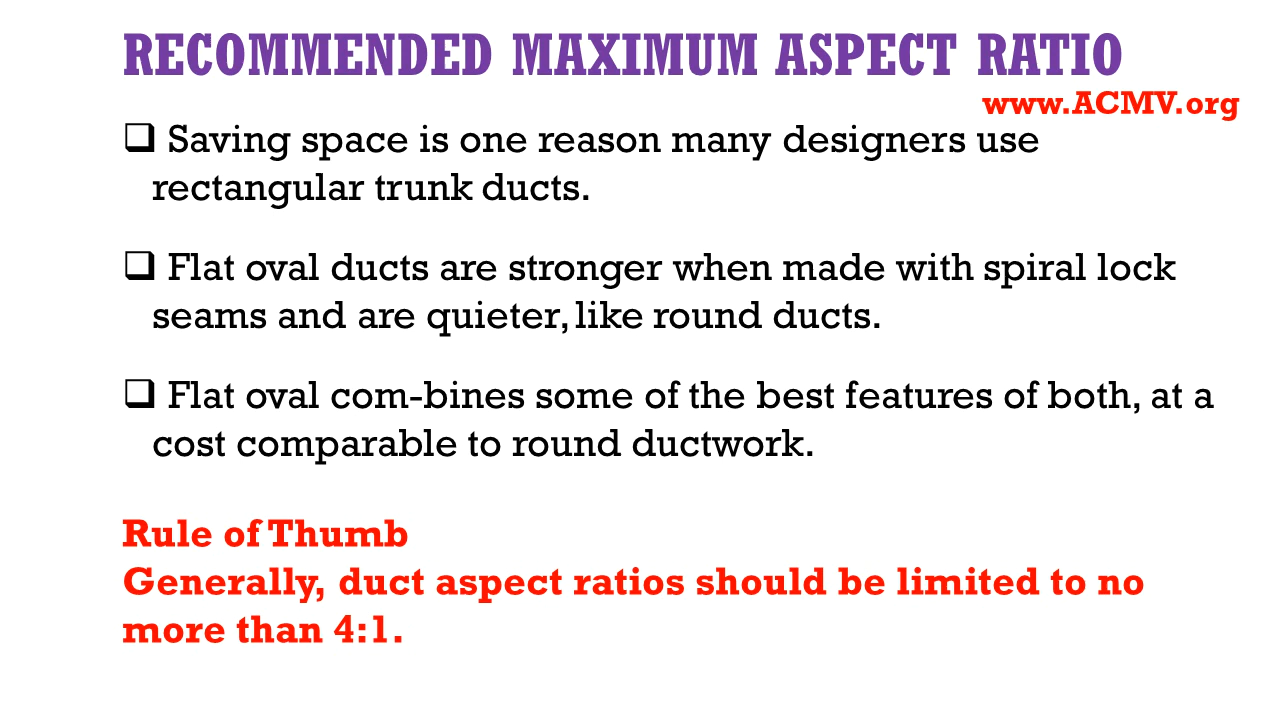 RECOMMENDED MAXIMUM ASPECT RATIO
www.ACMV.org
❑ Saving space is one reason many designers use
rectangular trunk ducts.
❑ Flat oval ducts are stronger when made with spiral lock
seams and are quieter, like round ducts.
❑ Flat oval com-bines some of the best features of both, at a
cost comparable to round ductwork.
Rule of Thumb
Generally, duct aspect ratios should be limited to no
more than 4:1.